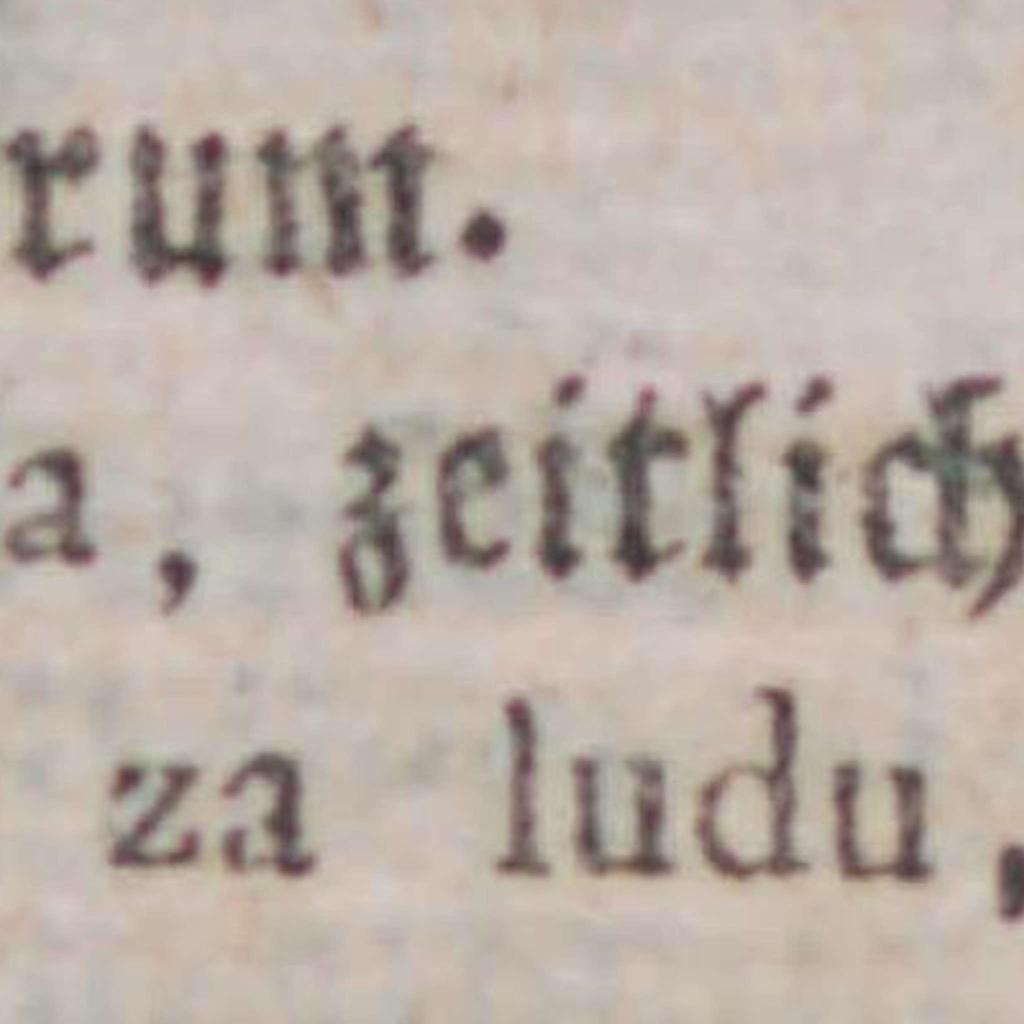 rum.
a, zeitlich
za ludu,